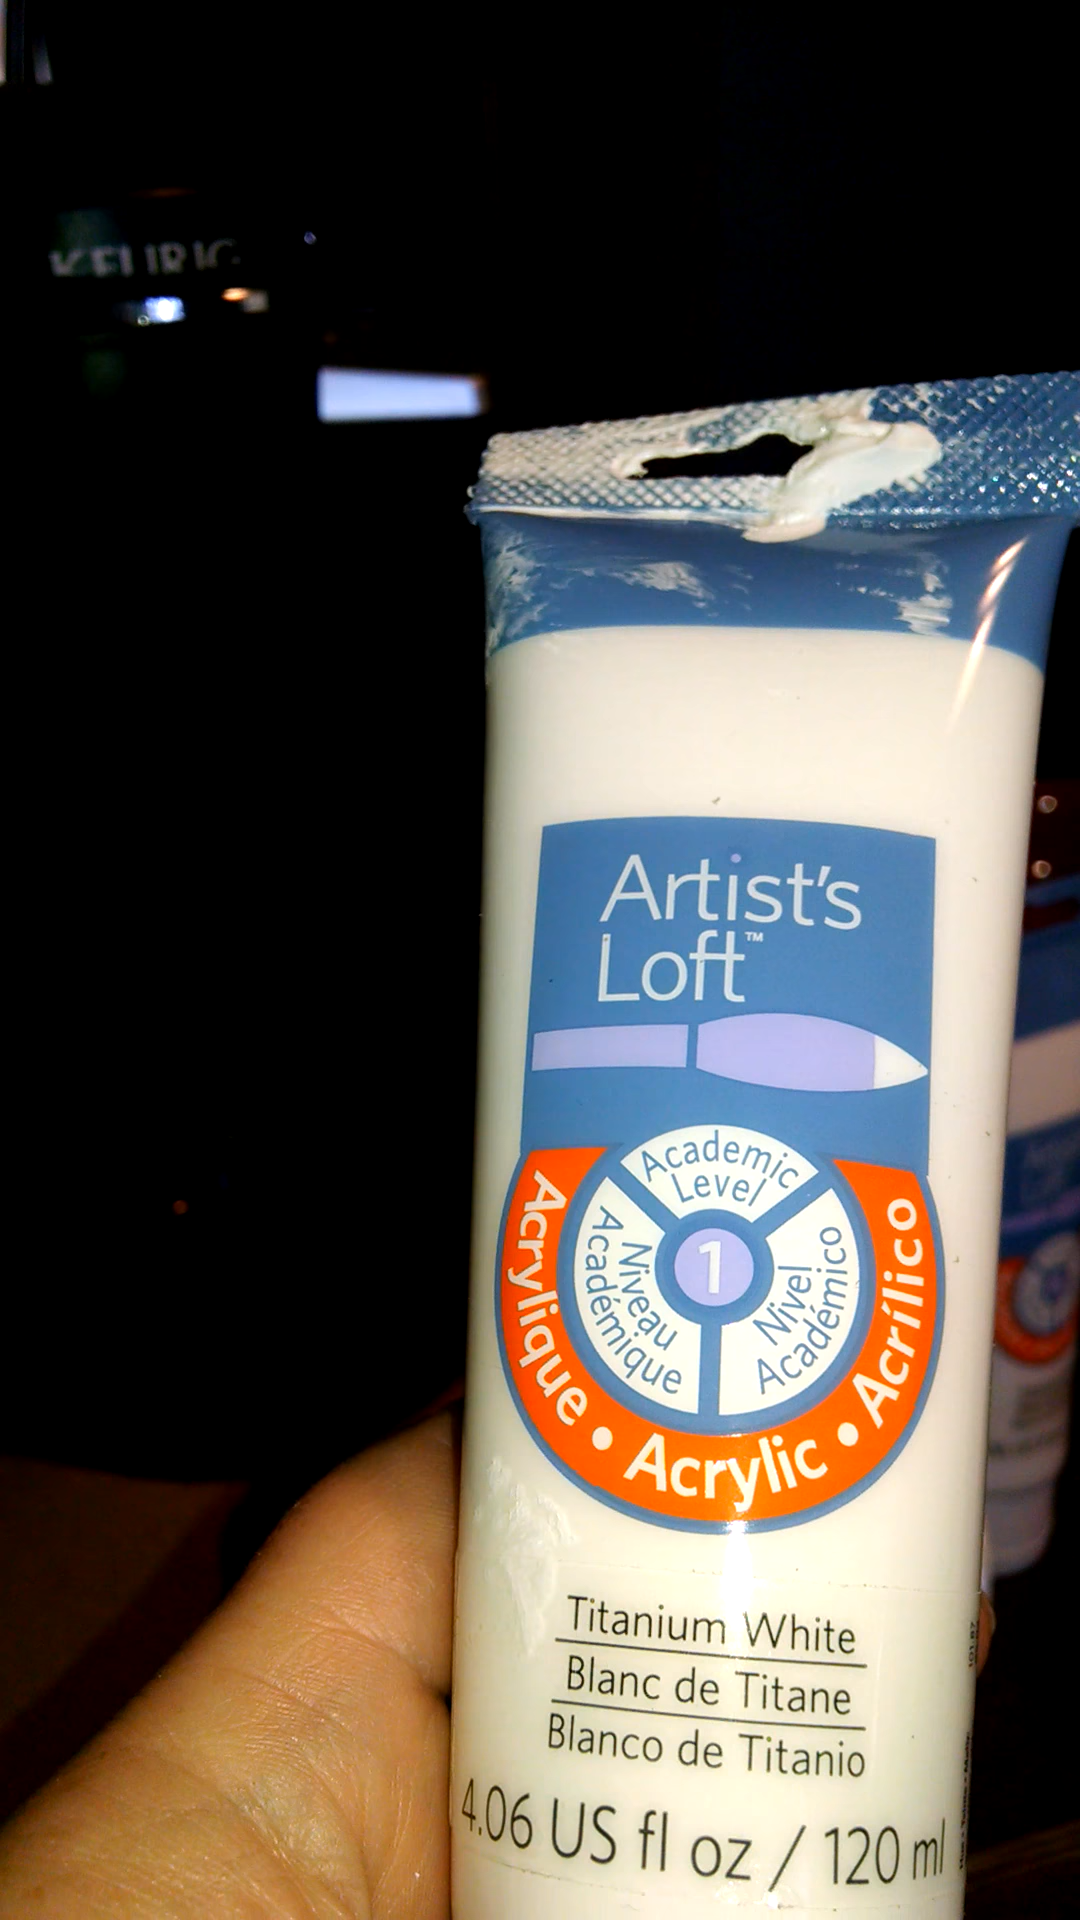 KEURIG
Artist's
Loft™
Academic
Level
Niveau
Académique
Nivel
Académico
1
Acrylique • Acrylic • Acrílico
Titanium White
Blanc de Titane
Blanco de Titanio
4.06 US fl oz / 120 ml